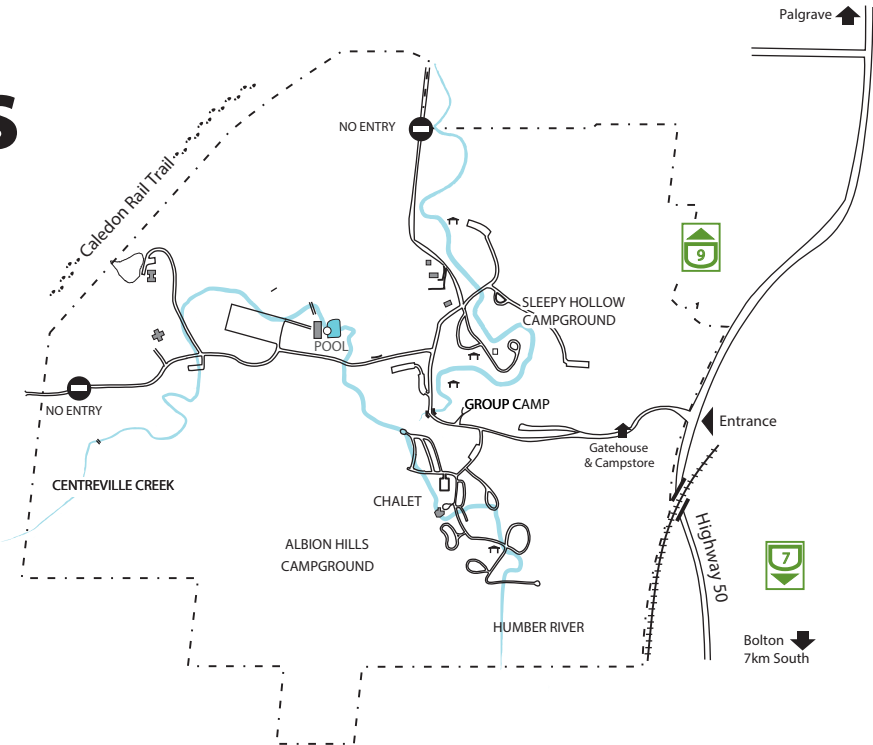 Palgrave
S
NO ENTRY
Caledon Rail Trail
9
SLEEPY HOLLOW
CAMPGROUND
POOL
NO ENTRY
GROUP CAMP
Entrance
Gatehouse
& Campstore
CENTREVILLE CREEK
CHALET
Highway 50
ALBION HILLS
CAMPGROUND
7
HUMBER RIVER
Bolton
7km South